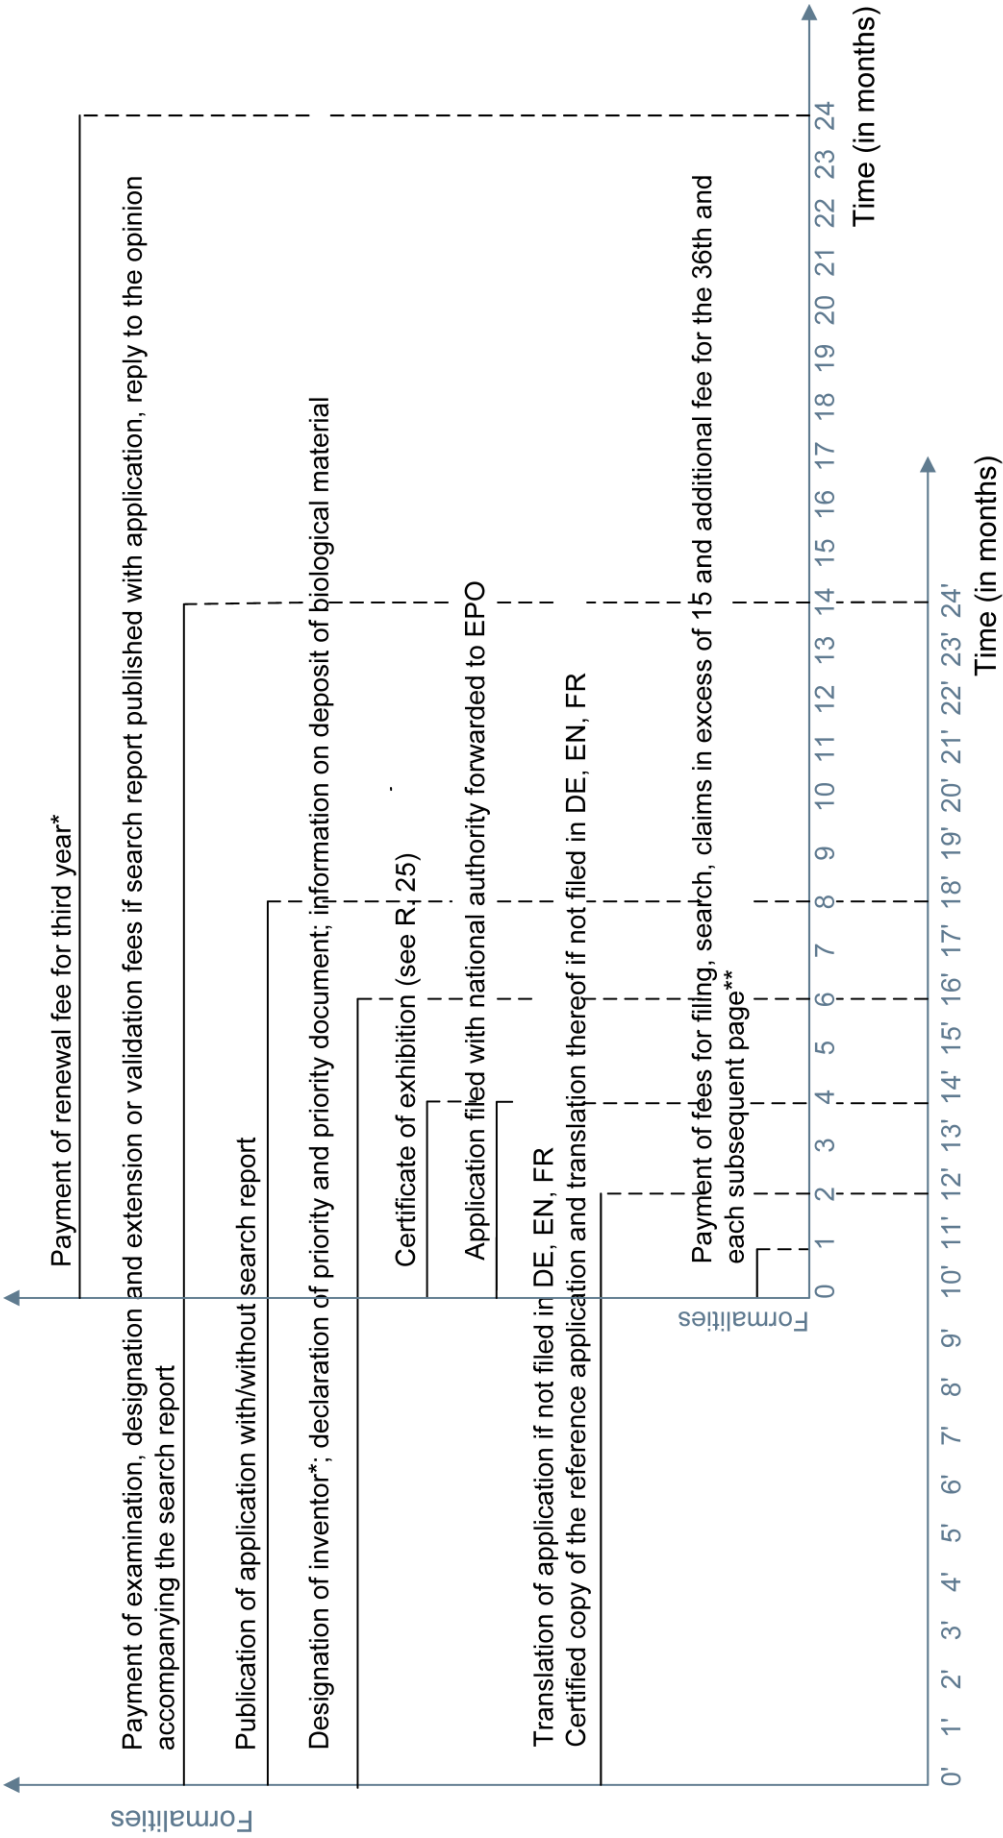 Formalities
Payment of renewal fee for third year*
Payment of examination, designation and extension or validation fees if search report published with application, reply to the opinion
accompanying the search report
Publication of application with/without search report
Designation of inventor*; declaration of priority and priority document; information on deposit of biological material
Certificate of exhibition (see R. 25)
Application filed with national authority forwarded to EPO
Translation of application if not filed in DE, EN, FR
Certified copy of the reference application and translation thereof if not filed in DE, EN, FR
Payment of fees for filing, search, claims in excess of 15 and additional fee for the 36th and
each subsequent page**
Formalities
0 1 2 3 4 5 6 7 8 9 10 11 12 13 14 15 16 17 18 19 20 21 22 23 24
Time (in months)
0' 1' 2' 3' 4' 5' 6' 7' 8' 9' 10' 11' 12' 13' 14' 15' 16' 17' 18' 19' 20' 21' 22' 23' 24'
Time (in months)